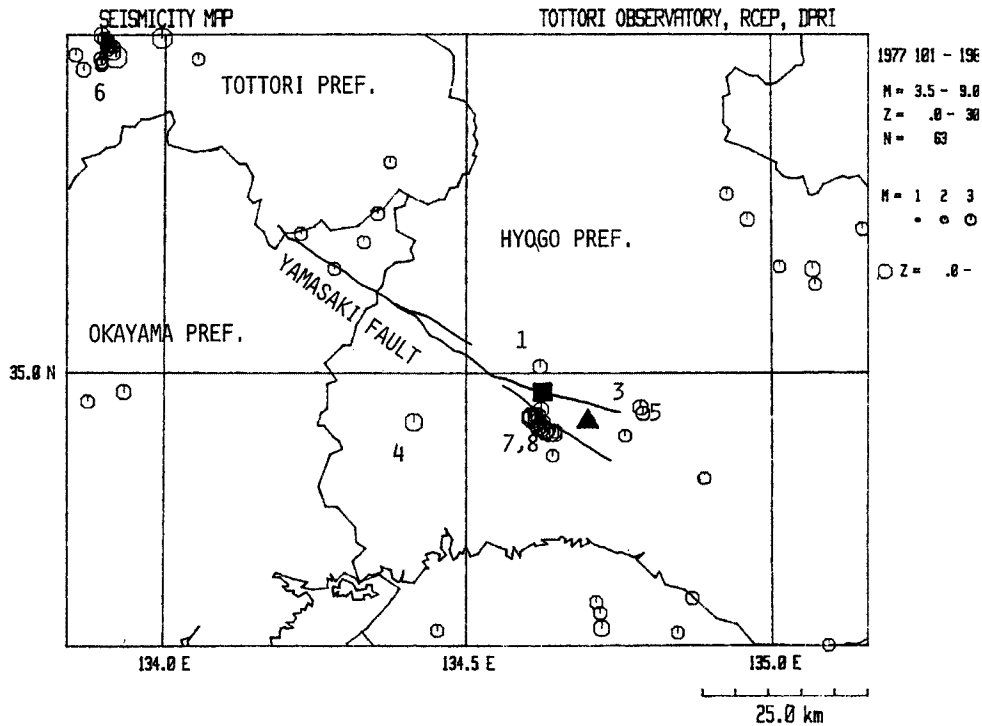 SEISMICITY MAP
TOTTORI OBSERVATORY, RCEP, DPRI
1977 101 - 198
M = 3.5 - 9.0
Z = .0 - 30
N = 63
M = 1 2 3
Z = .0 -
6
TOTTORI PREF.
HYOGO PREF.
YAMASAKI FAULT
OKAYAMA PREF.
1
35.0 N
3
5
4
7,8
134.0 E
134.5 E
135.0 E
25.0 km